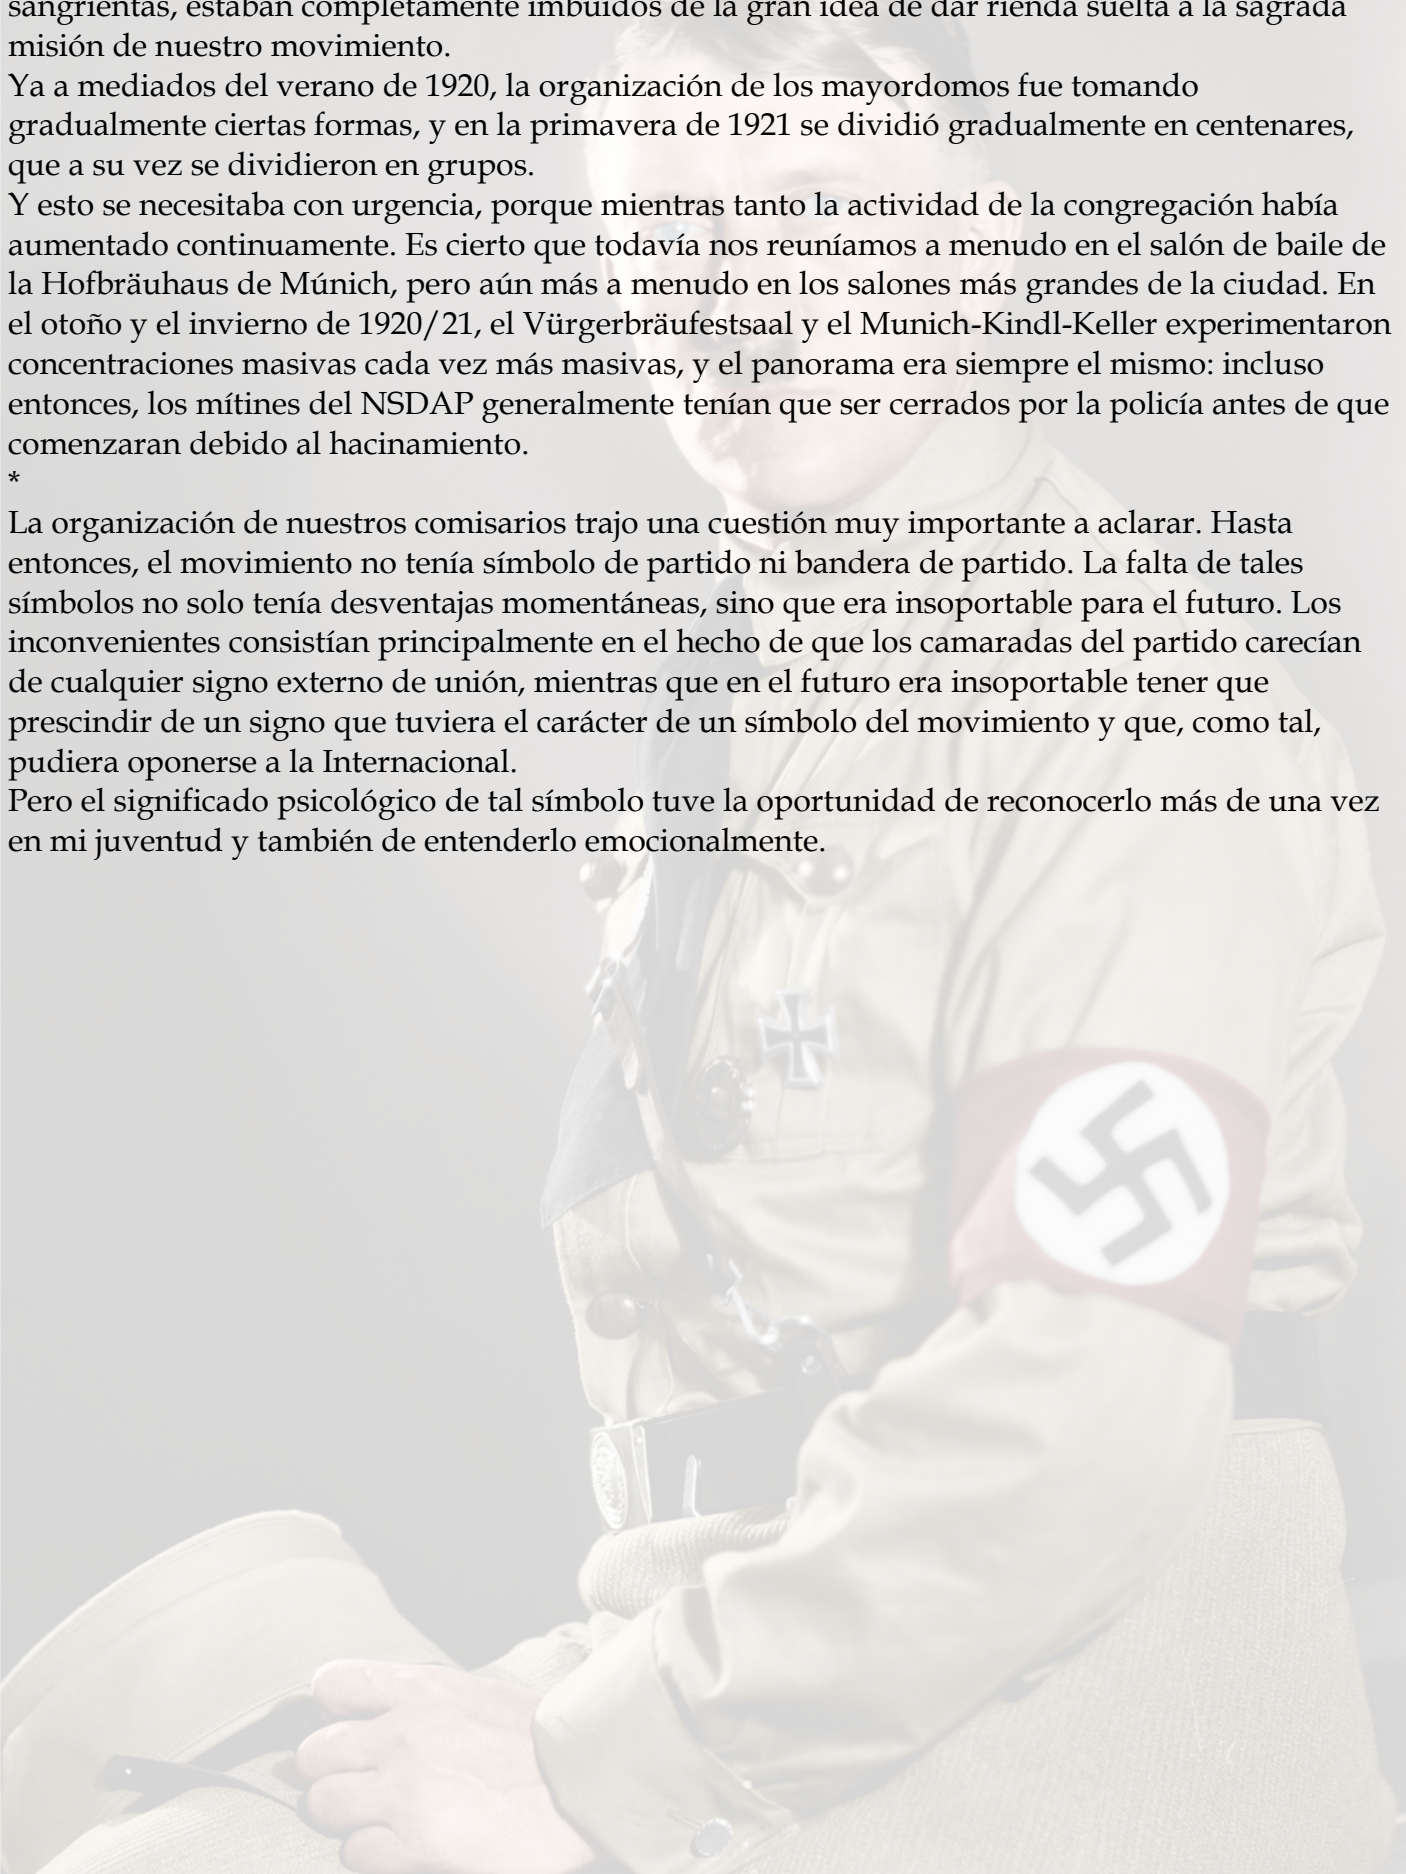 sangrientas, estaban completamente imbuidos de la gran idea de dar rienda suelta a la sagrada
misión de nuestro movimiento.
Ya a mediados del verano de 1920, la organización de los mayordomos fue tomando
gradualmente ciertas formas, y en la primavera de 1921 se dividió gradualmente en centenares,
que a su vez se dividieron en grupos.
Y esto se necesitaba con urgencia, porque mientras tanto la actividad de la congregación había
aumentado continuamente. Es cierto que todavía nos reuníamos a menudo en el salón de baile de
la Hofbräuhaus de Múnich, pero aún más a menudo en los salones más grandes de la ciudad. En
el otoño y el invierno de 1920/21, el Vürgerbräufestsaal y el Munich-Kindl-Keller experimentaron
concentraciones masivas cada vez más masivas, y el panorama era siempre el mismo: incluso
entonces, los mítines del NSDAP generalmente tenían que ser cerrados por la policía antes de que
comenzaran debido al hacinamiento.
*
La organización de nuestros comisarios trajo una cuestión muy importante a aclarar. Hasta
entonces, el movimiento no tenía símbolo de partido ni bandera de partido. La falta de tales
símbolos no solo tenía desventajas momentáneas, sino que era insoportable para el futuro. Los
inconvenientes consistían principalmente en el hecho de que los camaradas del partido carecían
de cualquier signo externo de unión, mientras que en el futuro era insoportable tener que
prescindir de un signo que tuviera el carácter de un símbolo del movimiento y que, como tal,
pudiera oponerse a la Internacional.
Pero el significado psicológico de tal símbolo tuve la oportunidad de reconocerlo más de una vez
en mi juventud y también de entenderlo emocionalmente.